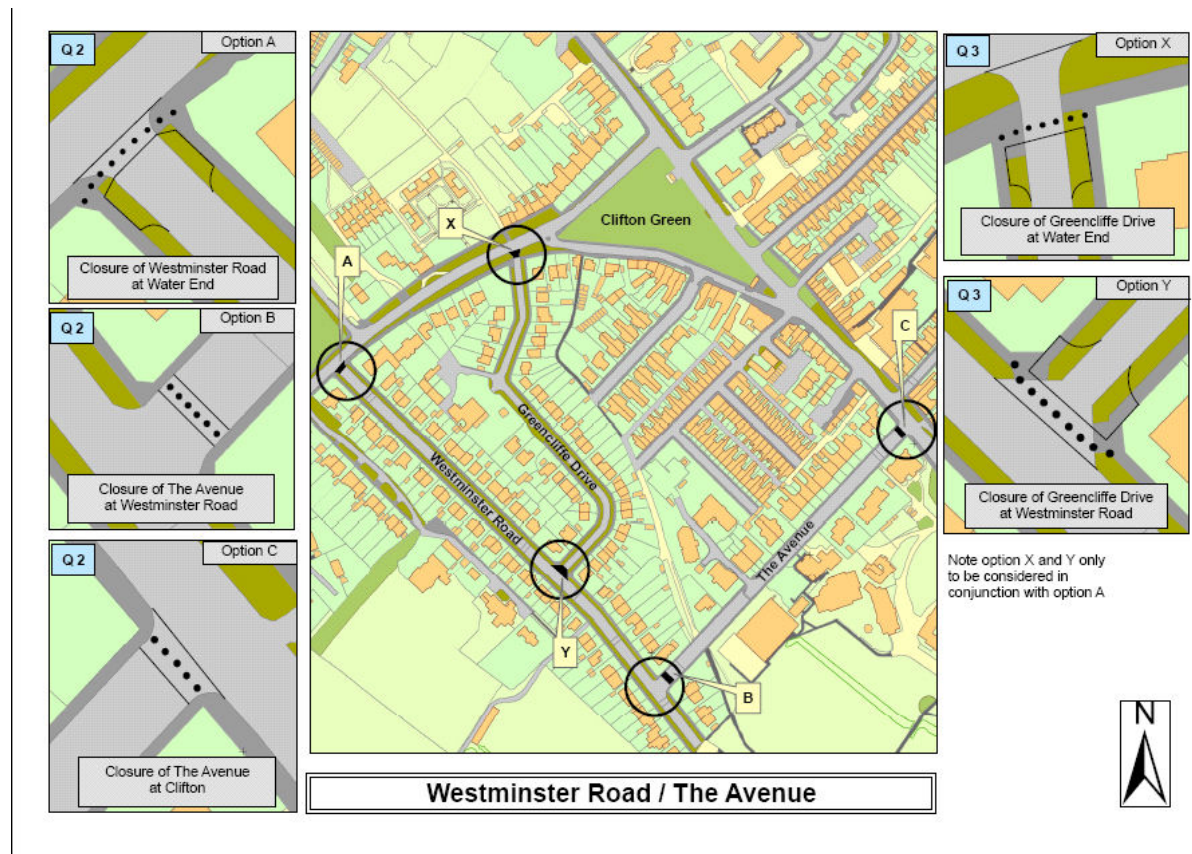 Q 2
Option A
Closure of Westminster Road
at Water End
Q 2
Option B
Closure of The Avenue
at Westminster Road
Q 2
Option C
Closure of The Avenue
at Clifton
Clifton Green
X
A
C
Greencliffe Drive
Westminster Road
The Avenue
Y
B
Westminster Road / The Avenue
Q 3
Option X
Closure of Greencliffe Drive
at Water End
Q 3
Option Y
Closure of Greencliffe Drive
at Westminster Road
Note option X and Y only
to be considered in
conjunction with option A
N